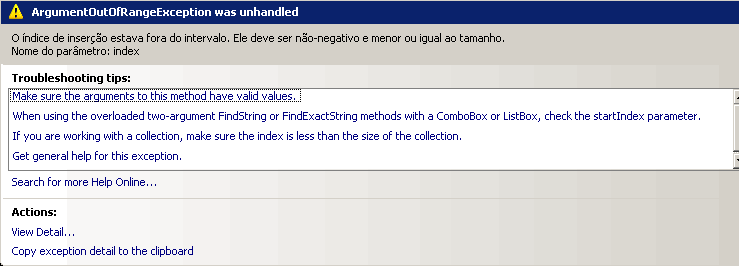 ArgumentOutOfRangeException was unhandled
O índice de inserção estava fora do intervalo. Ele deve ser não-negativo e menor ou igual ao tamanho.
Nome do parâmetro: index
Troubleshooting tips:
Make sure the arguments to this method have valid values.
When using the overloaded two-argument FindString or FindExactString methods with a ComboBox or ListBox, check the startIndex parameter.
If you are working with a collection, make sure the index is less than the size of the collection.
Get general help for this exception.
Search for more Help Online...
Actions:
View Detail...
Copy exception detail to the clipboard